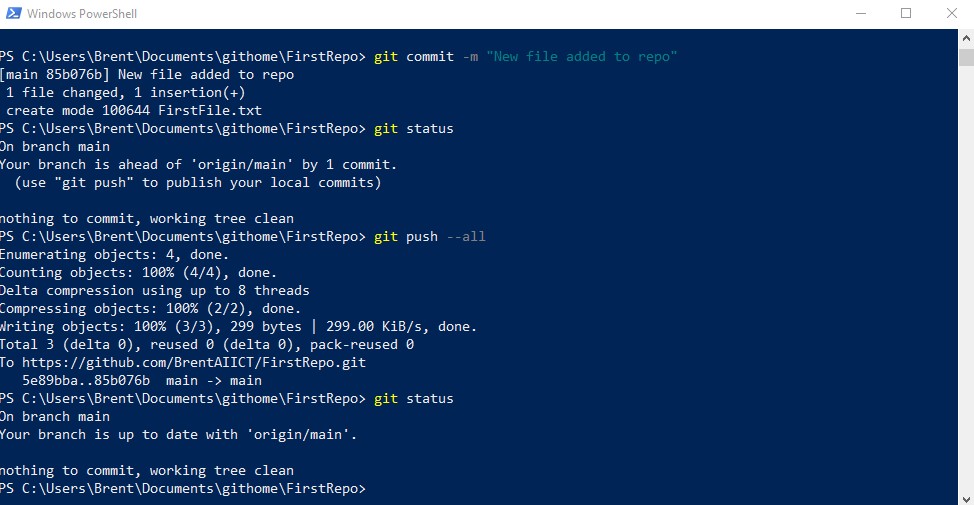 Windows PowerShell
PS C:\Users\Brent\Documents\githome\FirstRepo> git commit -m "New file added to repo"
[main 85b076b] New file added to repo
 1 file changed, 1 insertion(+)
 create mode 100644 FirstFile.txt
PS C:\Users\Brent\Documents\githome\FirstRepo> git status
On branch main
Your branch is ahead of 'origin/main' by 1 commit.
  (use "git push" to publish your local commits)

nothing to commit, working tree clean
PS C:\Users\Brent\Documents\githome\FirstRepo> git push --all
Enumerating objects: 4, done.
Counting objects: 100% (4/4), done.
Delta compression using up to 8 threads
Compressing objects: 100% (2/2), done.
Writing objects: 100% (3/3), 299 bytes | 299.00 KiB/s, done.
Total 3 (delta 0), reused 0 (delta 0), pack-reused 0
To https://github.com/BrentAIICT/FirstRepo.git
   5e89bba..85b076b  main -> main
PS C:\Users\Brent\Documents\githome\FirstRepo> git status
On branch main
Your branch is up to date with 'origin/main'.

nothing to commit, working tree clean
PS C:\Users\Brent\Documents\githome\FirstRepo>